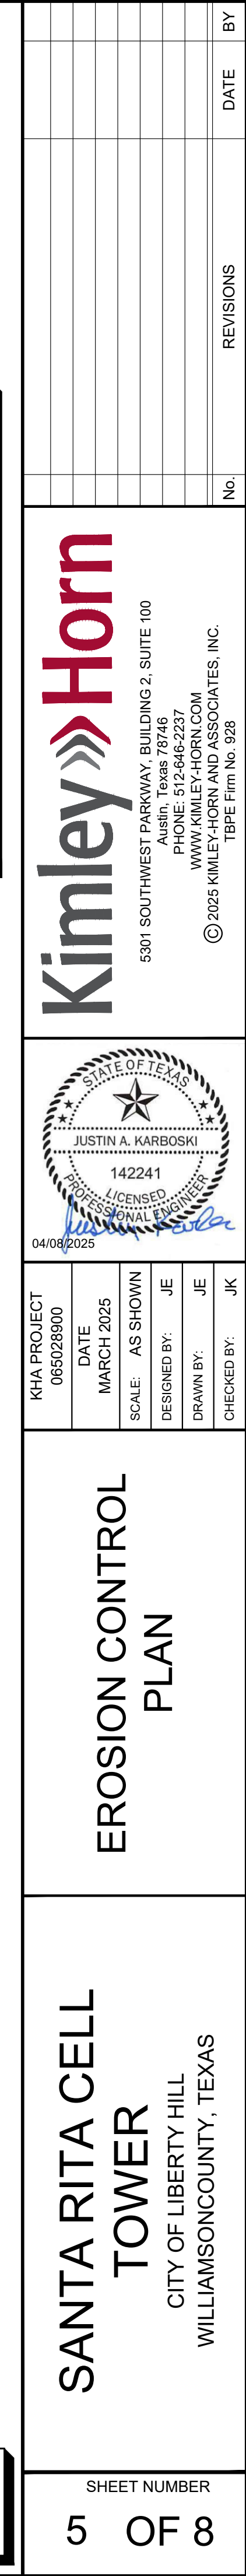 No. REVISIONS DATE BY
Kimley»Horn
5301 SOUTHWEST PARKWAY, BUILDING 2, SUITE 100
Austin, Texas 78746
PHONE: 512-646-2237
WWW.KIMLEY-HORN.COM
© 2025 KIMLEY-HORN AND ASSOCIATES, INC.
TBPE Firm No. 928
STATE OF TEXAS
JUSTIN A. KARBOSKI
142241
LICENSED
PROFESSIONAL ENGINEER
04/08/2025
KHA PROJECT
065028900
DATE
MARCH 2025
SCALE: AS SHOWN
DESIGNED BY: JE
DRAWN BY: JE
CHECKED BY: JK
EROSION CONTROL
PLAN
SANTA RITA CELL
TOWER
CITY OF LIBERTY HILL
WILLIAMSONCOUNTY, TEXAS
SHEET NUMBER
5 OF 8